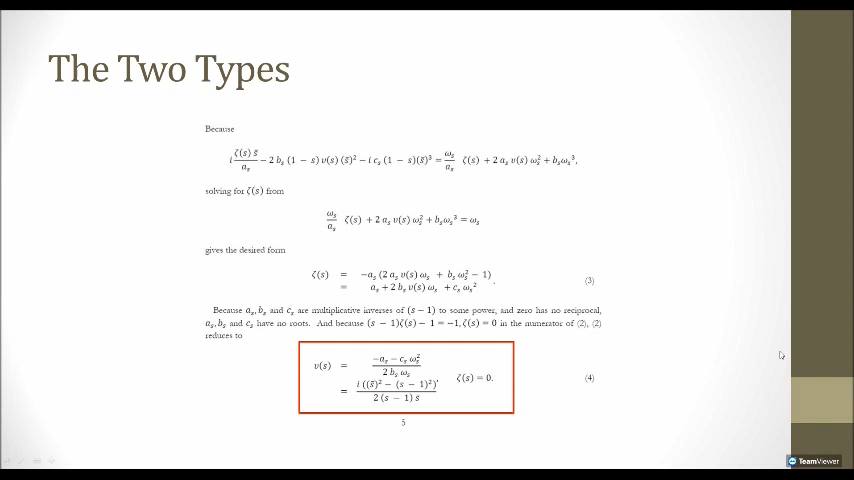 The Two Types
Because
i ζ(s) s̄ / a_s − 2 b_s (1 − s) υ(s) (s̄)² − i c_s (1 − s)(s̄)³ = ω_s / a_s ζ(s) + 2 a_s υ(s) ω_s² + b_s ω_s³,
solving for ζ(s) from
ω_s / a_s ζ(s) + 2 a_s υ(s) ω_s² + b_s ω_s³ = ω_s
gives the desired form
ζ(s) = −a_s (2 a_s υ(s) ω_s + b_s ω_s² − 1)
= a_s + 2 b_s υ(s) ω_s + c_s ω_s² . (3)
Because a_s, b_s and c_s are multiplicative inverses of (s − 1) to some power, and zero has no reciprocal,
a_s, b_s and c_s have no roots. And because (s − 1)ζ(s) − 1 = −1, ζ(s) = 0 in the numerator of (2), (2)
reduces to
υ(s) = −a_s − c_s ω_s² / 2 b_s ω_s
= i ((s̄)² − (s − 1)²) / 2 (s − 1) s̄ , ζ(s) = 0. (4)
5
TeamViewer